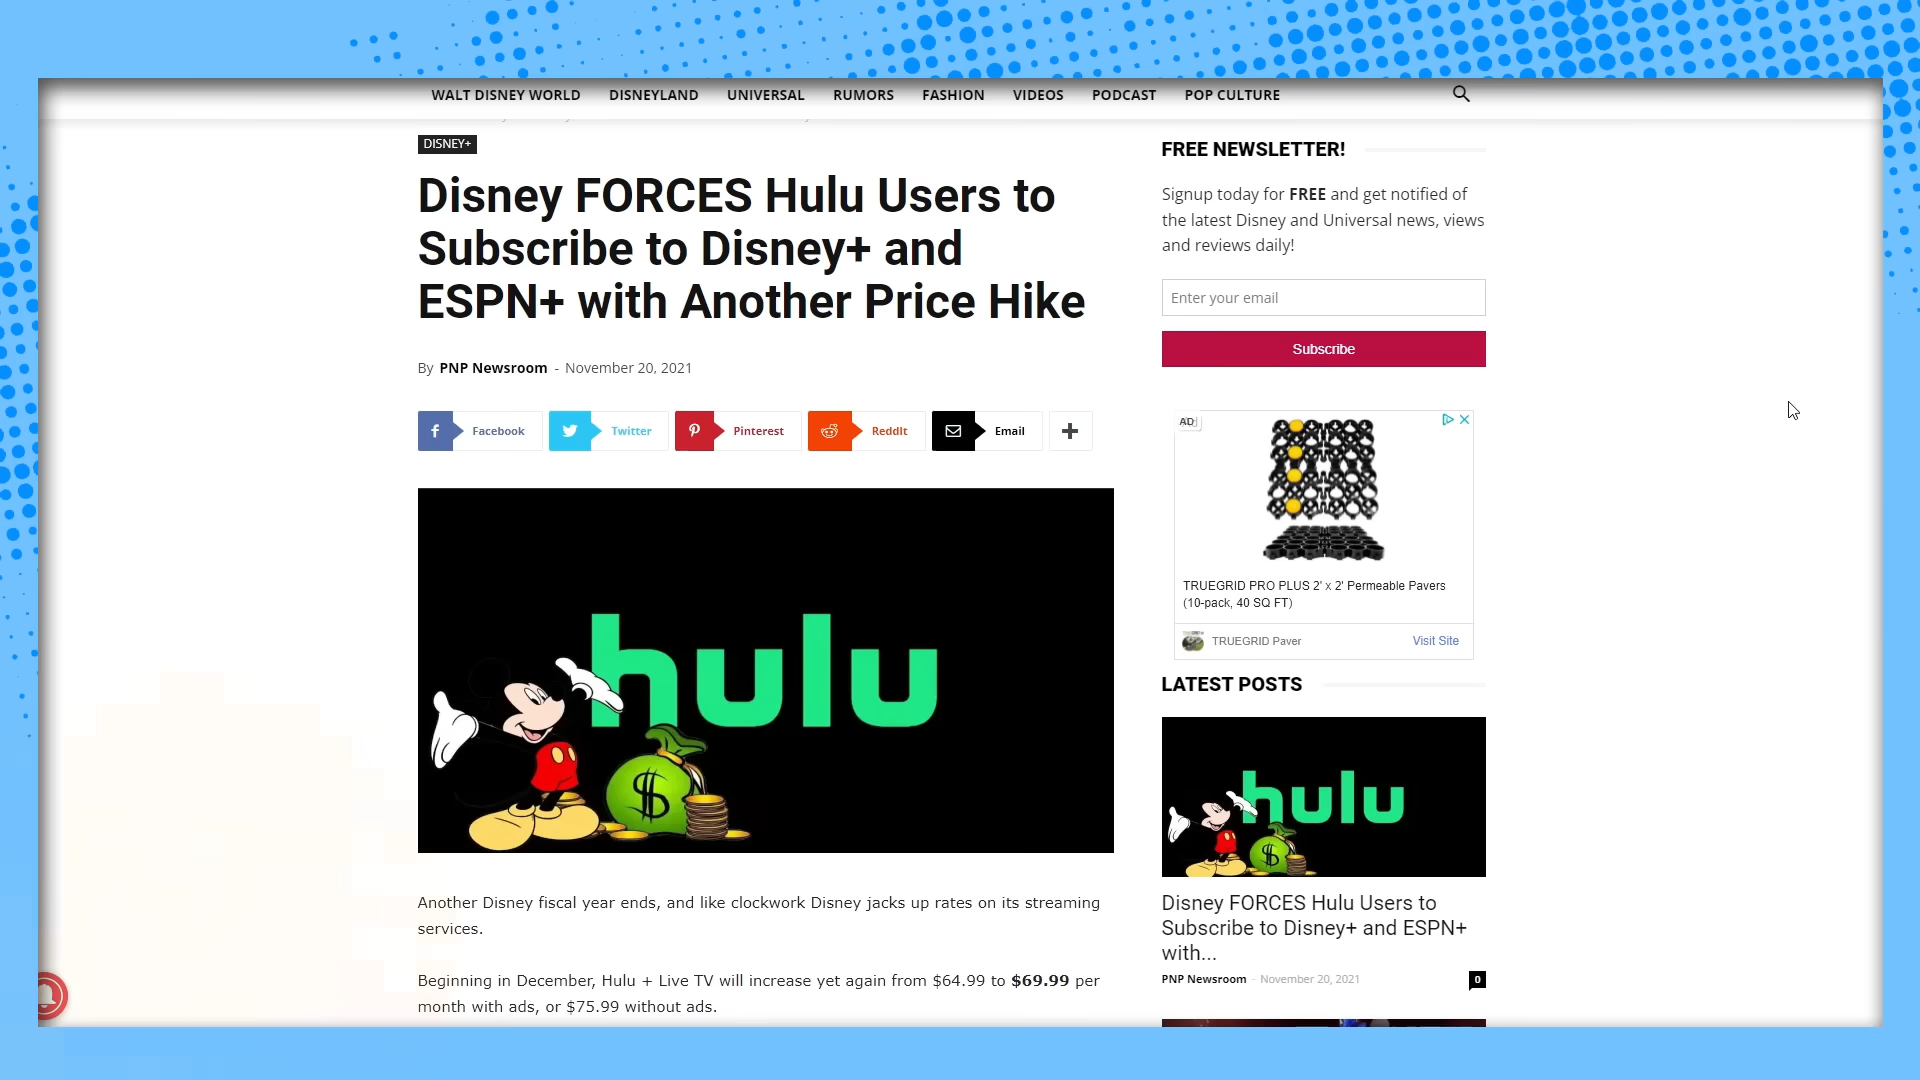 WALT DISNEY WORLD DISNEYLAND UNIVERSAL RUMORS FASHION VIDEOS PODCAST POP CULTURE
DISNEY+
Disney FORCES Hulu Users to
Subscribe to Disney+ and
ESPN+ with Another Price Hike
By PNP Newsroom - November 20, 2021
Facebook Twitter Pinterest ReddIt Email
hulu
$
Another Disney fiscal year ends, and like clockwork Disney jacks up rates on its streaming
services.
Beginning in December, Hulu + Live TV will increase yet again from $64.99 to $69.99 per
month with ads, or $75.99 without ads.
FREE NEWSLETTER!
Signup today for FREE and get notified of
the latest Disney and Universal news, views
and reviews daily!
Enter your email
Subscribe
AD
TRUEGRID PRO PLUS 2' x 2' Permeable Pavers
(10-pack, 40 SQ FT)
TRUEGRID Paver Visit Site
LATEST POSTS
hulu
$
Disney FORCES Hulu Users to
Subscribe to Disney+ and ESPN+
with...
PNP Newsroom - November 20, 2021 0